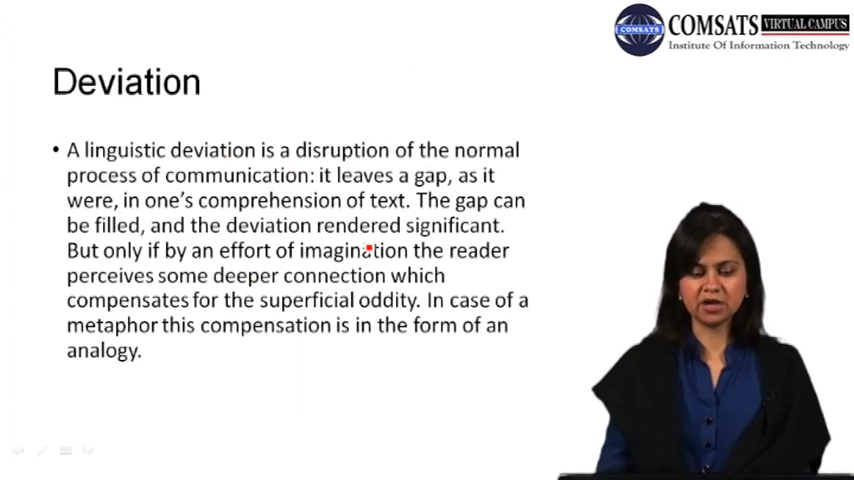 COMSATS VIRTUAL CAMPUS
COMSATS
Institute Of Information Technology
Deviation
• A linguistic deviation is a disruption of the normal
process of communication: it leaves a gap, as it
were, in one's comprehension of text. The gap can
be filled, and the deviation rendered significant.
But only if by an effort of imagination the reader
perceives some deeper connection which
compensates for the superficial oddity. In case of a
metaphor this compensation is in the form of an
analogy.